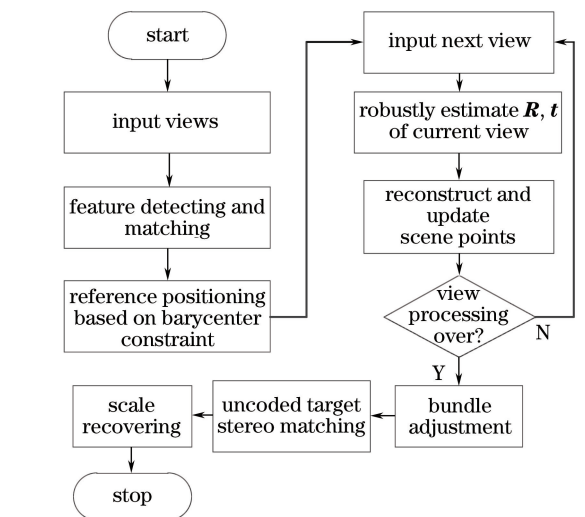 start
input views
feature detecting and
matching
reference positioning
based on barycenter
constraint
input next view
robustly estimate R, t
of current view
reconstruct and
update
scene points
view
processing
over?
N
Y
bundle
adjustment
uncoded target
stereo matching
scale
recovering
stop